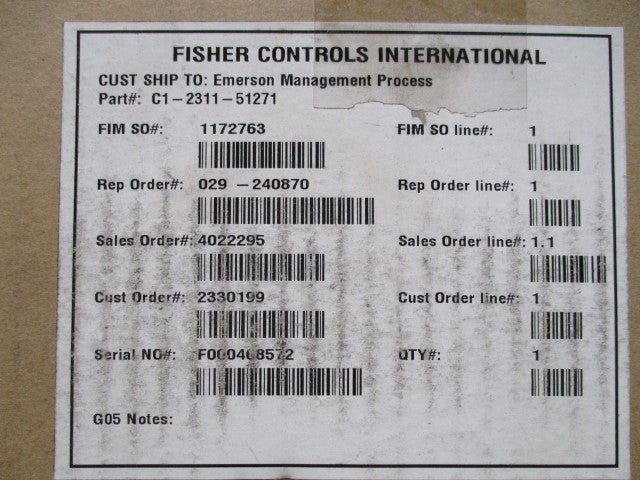 FISHER CONTROLS INTERNATIONAL
CUST SHIP TO: Emerson Management Process
Part#: C1-2311-51271
FIM SO#: 1172763 FIM SO line#: 1
Rep Order#: 029 -240870 Rep Order line#: 1
Sales Order#: 4022295 Sales Order line#: 1.1
Cust Order#: 2330199 Cust Order line#: 1
Serial NO#: F000408572 QTY#: 1
G05 Notes: